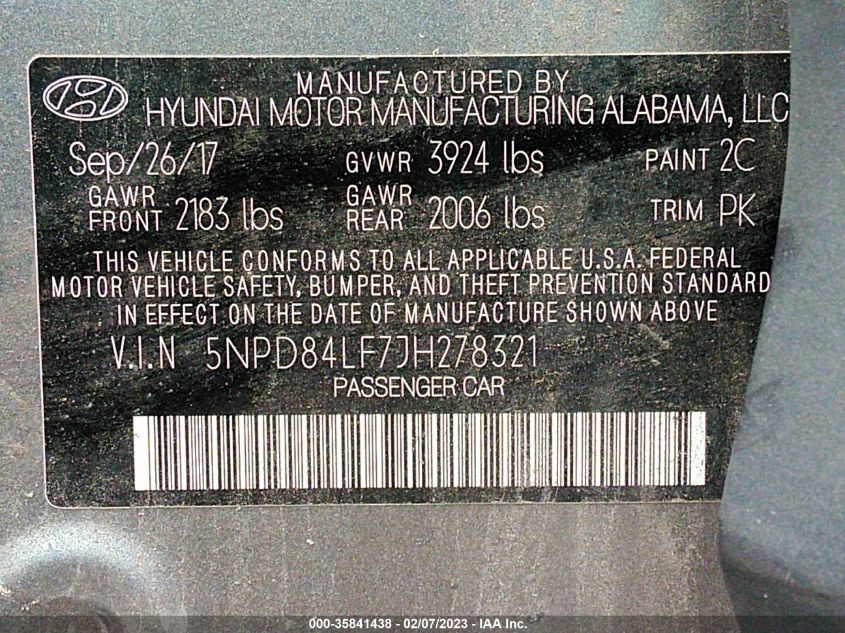 MANUFACTURED BY
HYUNDAI MOTOR MANUFACTURING ALABAMA, LLC
Sep/26/17 GVWR 3924 lbs PAINT 2C
GAWR FRONT 2183 lbs GAWR REAR 2006 lbs TRIM PK
THIS VEHICLE CONFORMS TO ALL APPLICABLE U.S.A. FEDERAL
MOTOR VEHICLE SAFETY, BUMPER, AND THEFT PREVENTION STANDARD
IN EFFECT ON THE DATE OF MANUFACTURE SHOWN ABOVE
V.I.N 5NPD84LF7JH278321
PASSENGER CAR
000-35841438 - 02/07/2023 - IAA Inc.